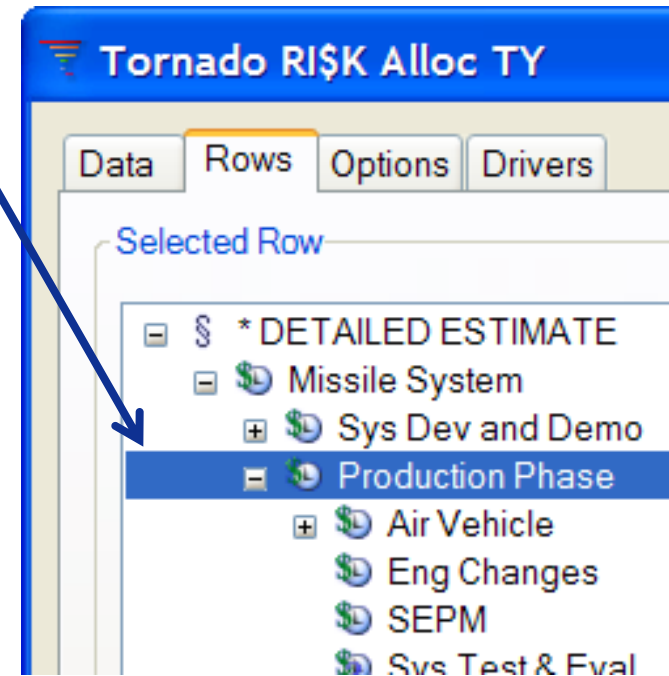 Tornado RI$K Alloc TY
Data Rows Options Drivers
Selected Row
§ * DETAILED ESTIMATE
Missile System
Sys Dev and Demo
Production Phase
Air Vehicle
Eng Changes
SEPM
Sys Test & Eval